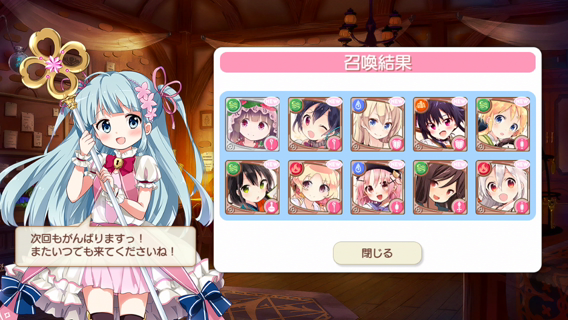 召喚結果
次回もがんばりますっ！
またいつでも来てくださいね！
閉じる